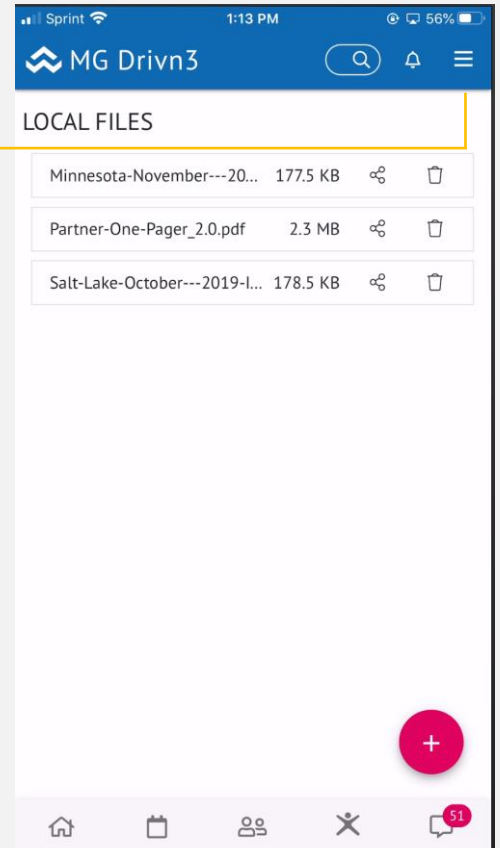 Sprint 1:13 PM 56%
MG Drivn3
LOCAL FILES
Minnesota-November---20... 177.5 KB
Partner-One-Pager_2.0.pdf 2.3 MB
Salt-Lake-October---2019-I... 178.5 KB
+
51